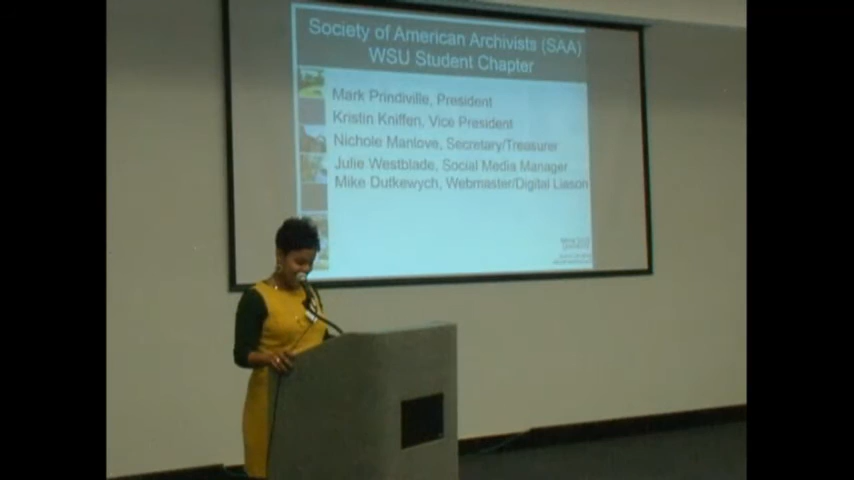 Society of American Archivists (SAA)
WSU Student Chapter
Mark Prindiville, President
Kristin Kniffen, Vice President
Nichole Manlove, Secretary/Treasurer
Julie Westblade, Social Media Manager
Mike Dutkewych, Webmaster/Digital Liason